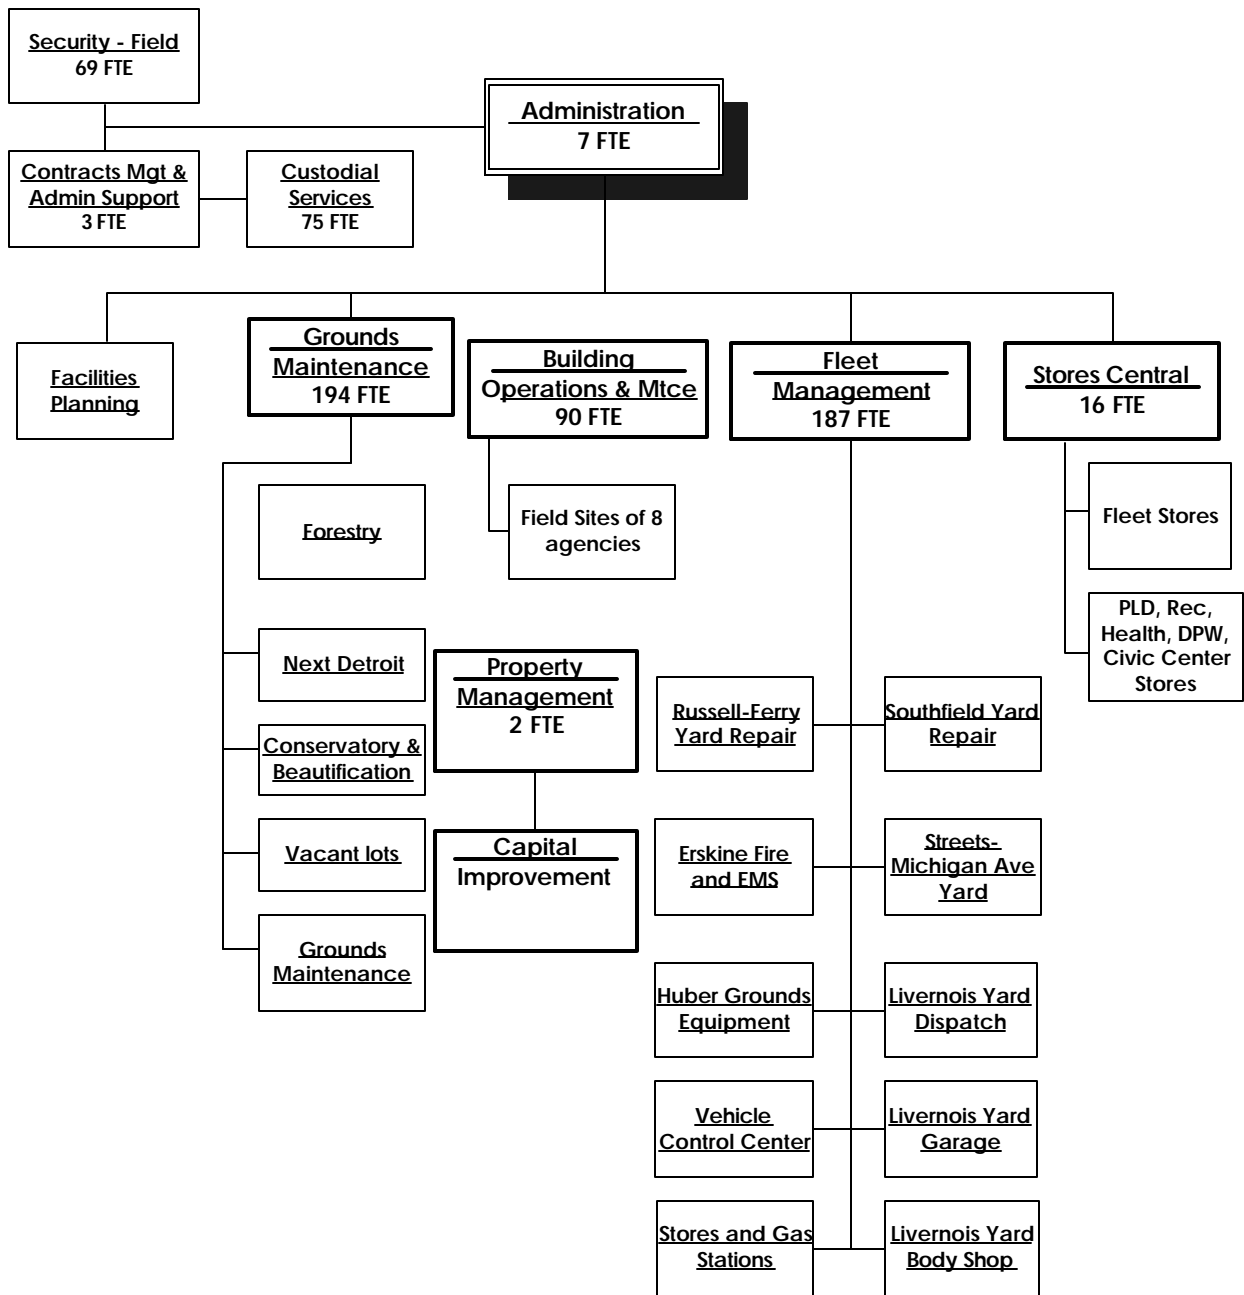 Security - Field
69 FTE
Administration
7 FTE
Contracts Mgt &
Admin Support
3 FTE
Custodial
Services
75 FTE
Facilities
Planning
Grounds
Maintenance
194 FTE
Building
Operations & Mtce
90 FTE
Fleet
Management
187 FTE
Stores Central
16 FTE
Forestry
Field Sites of 8
agencies
Fleet Stores
PLD, Rec,
Health, DPW,
Civic Center
Stores
Next Detroit
Conservatory &
Beautification
Vacant lots
Grounds
Maintenance
Property
Management
2 FTE
Capital
Improvement
Russell-Ferry
Yard Repair
Southfield Yard
Repair
Erskine Fire
and EMS
Streets-
Michigan Ave
Yard
Huber Grounds
Equipment
Livernois Yard
Dispatch
Vehicle
Control Center
Livernois Yard
Garage
Stores and Gas
Stations
Livernois Yard
Body Shop